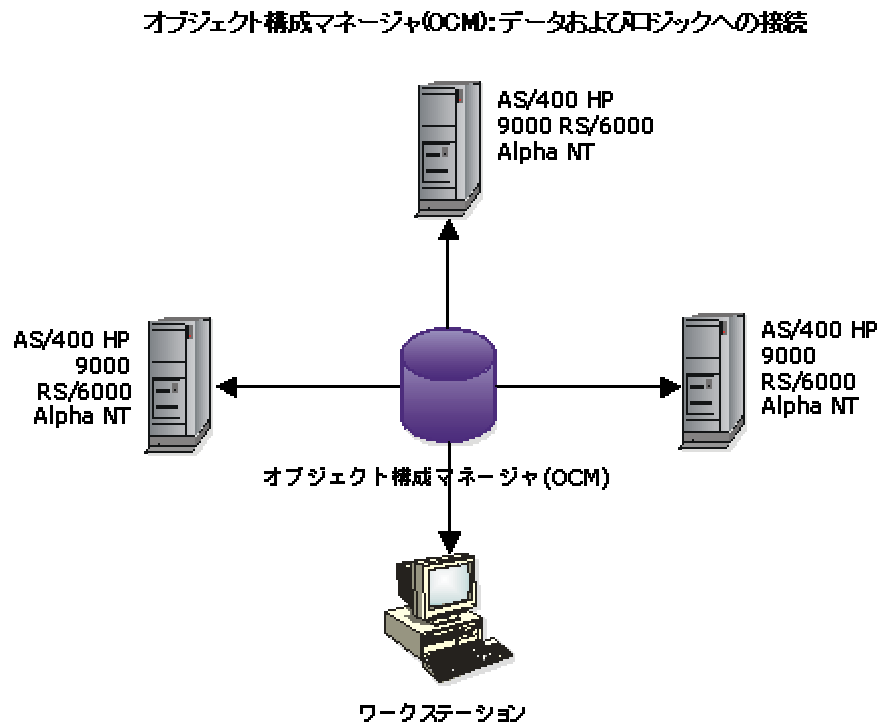 オブジェクト構成マネージャ(OCM):データおよびロジックへの接続
AS/400 HP
9000 RS/6000
Alpha NT
AS/400 HP
9000
RS/6000
Alpha NT
AS/400 HP
9000
RS/6000
Alpha NT
オブジェクト構成マネージャ(OCM)
ワークステーション